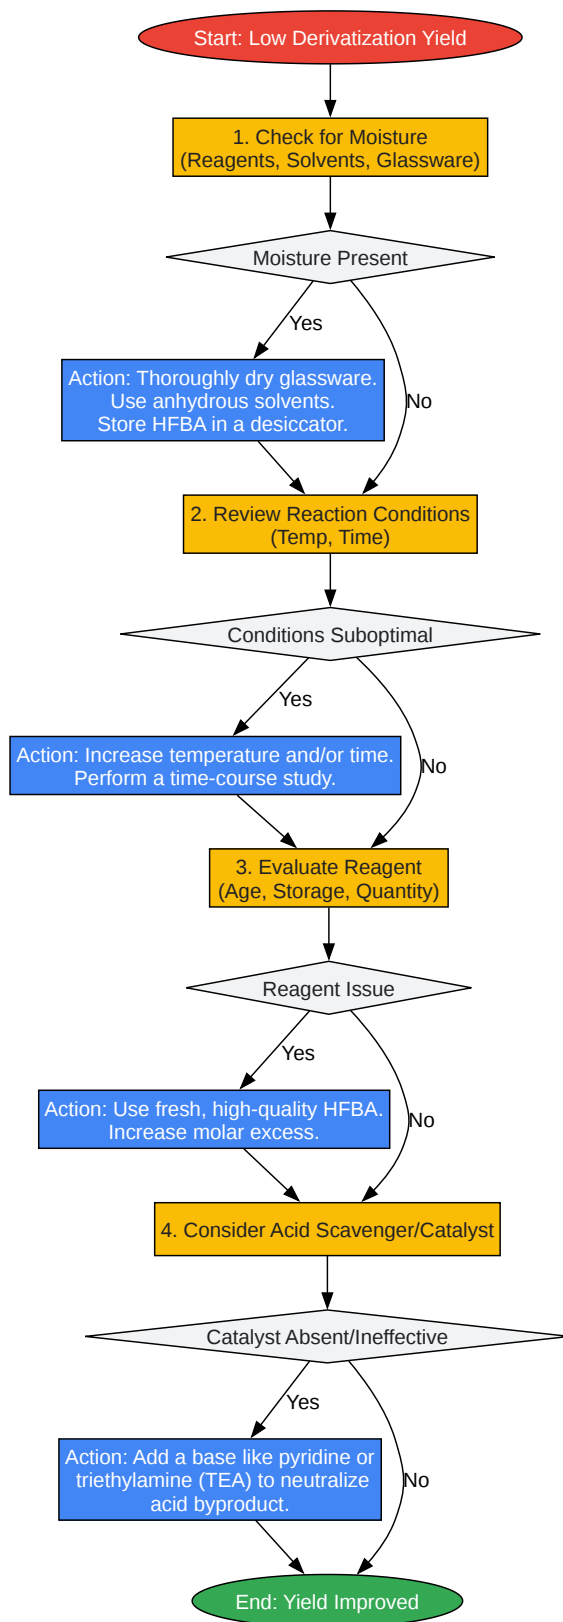 Start: Low Derivatization Yield
1. Check for Moisture
(Reagents, Solvents, Glassware)
Moisture Present
Yes
Action: Thoroughly dry glassware.
Use anhydrous solvents.
Store HFBA in a desiccator.
No
2. Review Reaction Conditions
(Temp, Time)
Conditions Suboptimal
Yes
Action: Increase temperature and/or time.
Perform a time-course study.
No
3. Evaluate Reagent
(Age, Storage, Quantity)
Reagent Issue
Yes
Action: Use fresh, high-quality HFBA.
Increase molar excess.
No
4. Consider Acid Scavenger/Catalyst
Catalyst Absent/Ineffective
Yes
Action: Add a base like pyridine or
triethylamine (TEA) to neutralize
acid byproduct.
No
End: Yield Improved